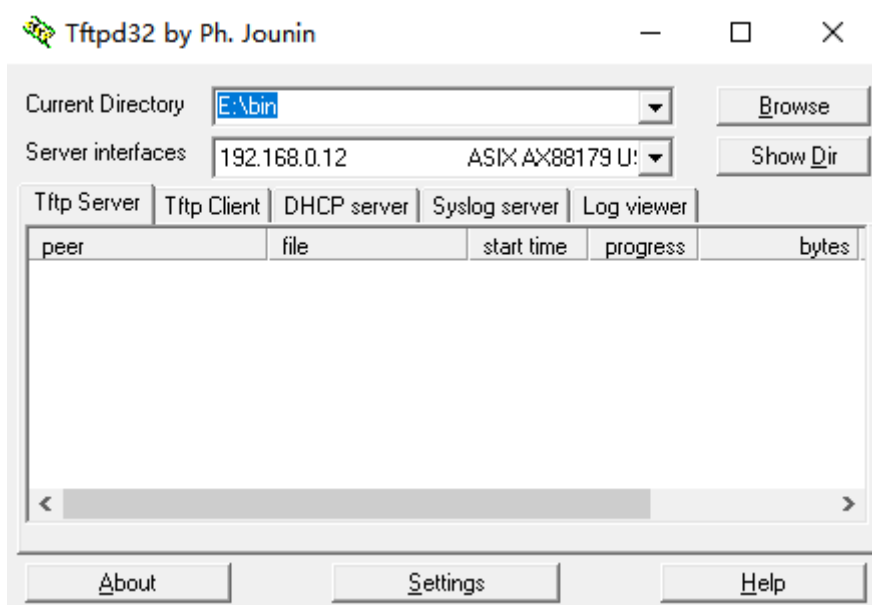 Tftpd32 by Ph. Jounin
Current Directory E:\bin Browse
Server interfaces 192.168.0.12 ASIX AX88179 Show Dir
Tftp Server Tftp Client DHCP server Syslog server Log viewer
peer file start time progress bytes
About Settings Help